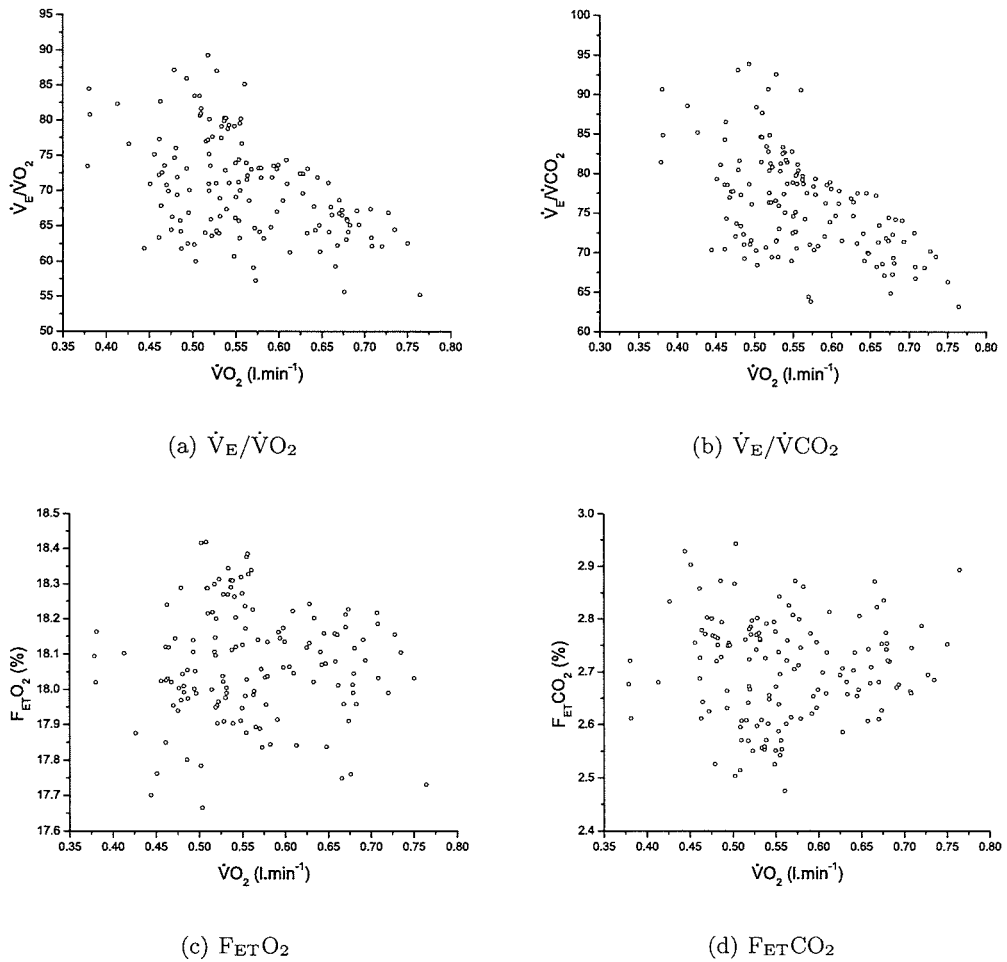 95
90
85
80
75
70
65
60
55
50
V̇E/V̇O2
0.35 0.40 0.45 0.50 0.55 0.60 0.65 0.70 0.75 0.80
V̇O2 (l.min-1)
(a) V̇E/V̇O2
100
95
90
85
80
75
70
65
60
V̇E/V̇CO2
0.30 0.35 0.40 0.45 0.50 0.55 0.60 0.65 0.70 0.75 0.80
V̇O2 (l.min-1)
(b) V̇E/V̇CO2
18.5
18.4
18.3
18.2
18.1
18.0
17.9
17.8
17.7
17.6
FETO2 (%)
0.35 0.40 0.45 0.50 0.55 0.60 0.65 0.70 0.75 0.80
V̇O2 (l.min-1)
(c) FETO2
3.0
2.9
2.8
2.7
2.6
2.5
2.4
FETCO2 (%)
0.35 0.40 0.45 0.50 0.55 0.60 0.65 0.70 0.75 0.80
V̇O2 (l.min-1)
(d) FETCO2